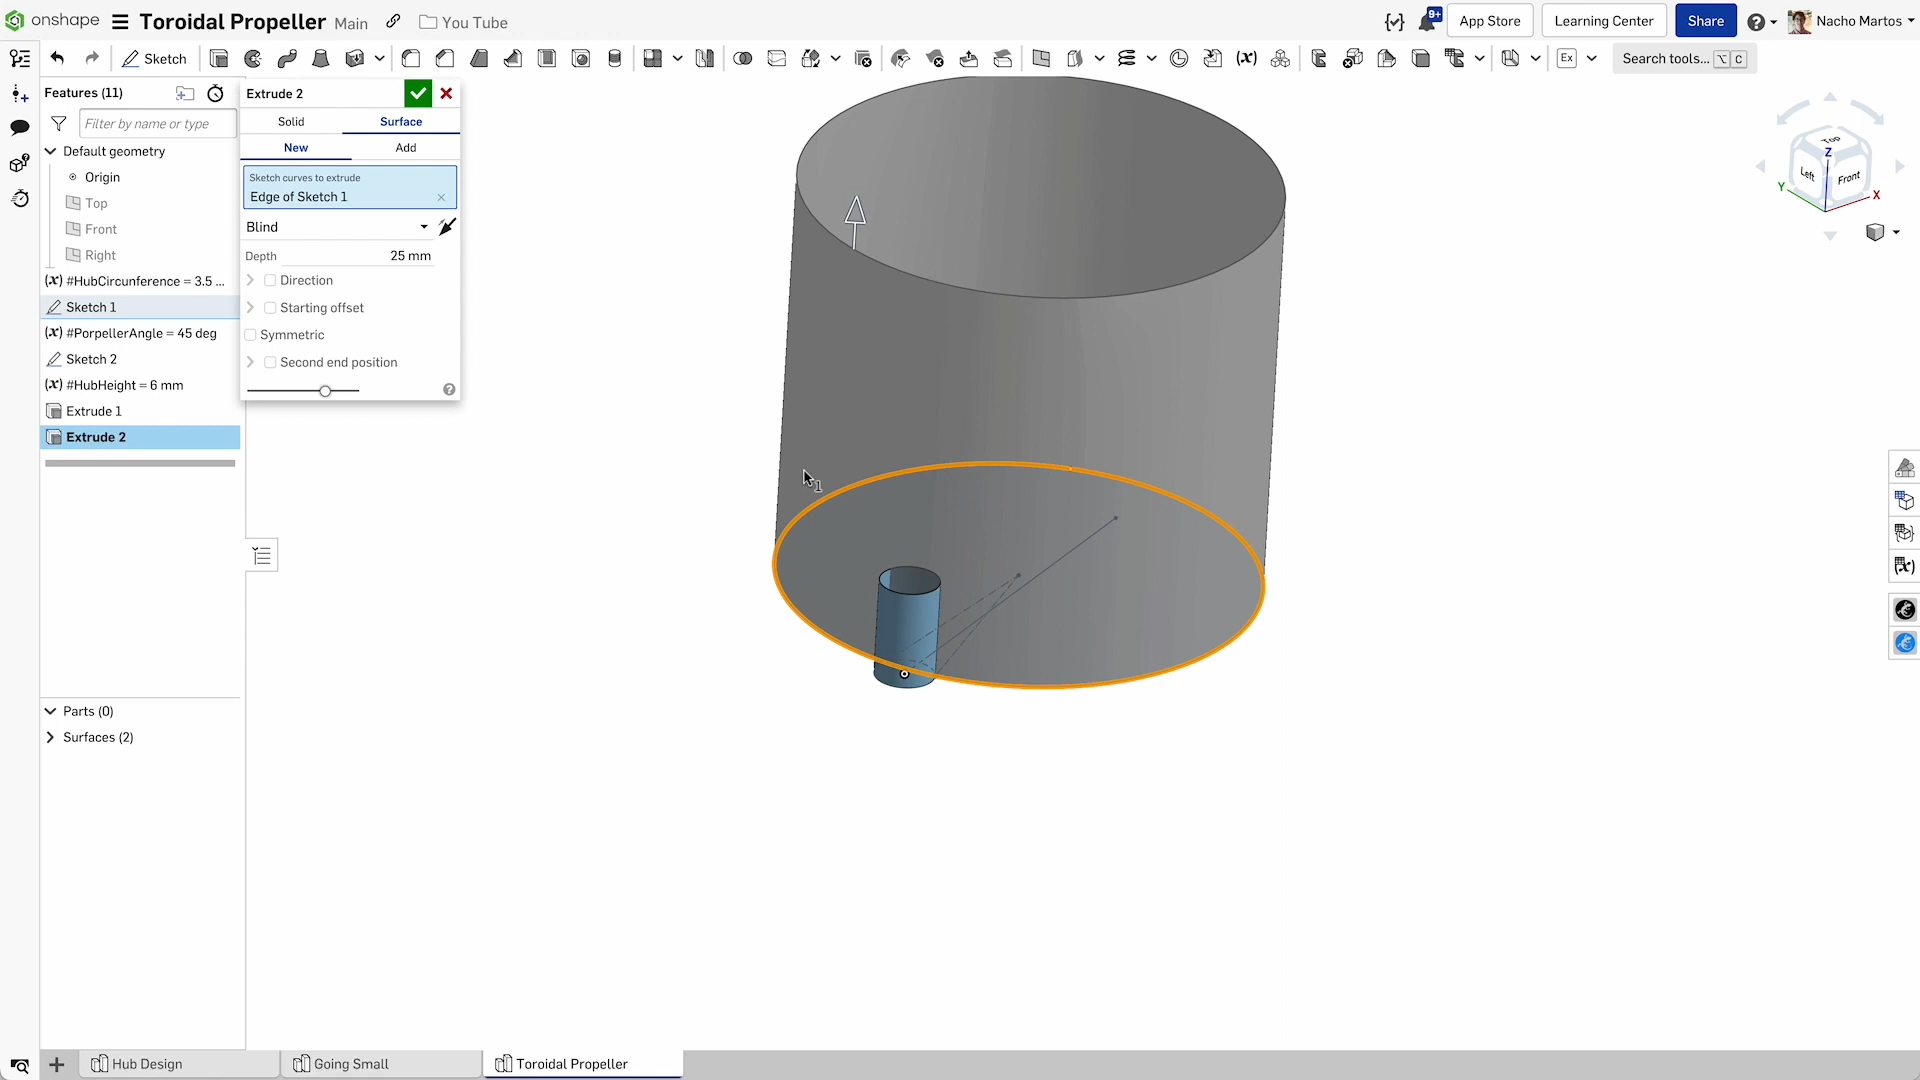 onshape
Toroidal Propeller
Main
You Tube
9+
App Store
Learning Center
Share
Nacho Martos
Sketch
Ex
Search tools... ⌥ C
Features (11)
Filter by name or type
Default geometry
Origin
Top
Front
Right
(x) #HubCircunference = 3.5 ...
Sketch 1
(x) #PorpellerAngle = 45 deg
Sketch 2
(x) #HubHeight = 6 mm
Extrude 1
Extrude 2
Extrude 2
Solid
Surface
New
Add
Sketch curves to extrude
Edge of Sketch 1
Blind
Depth
25 mm
Direction
Starting offset
Symmetric
Second end position
1
Top
Z
Left
Front
Y
X
(x)
Parts (0)
Surfaces (2)
Hub Design
Going Small
Toroidal Propeller